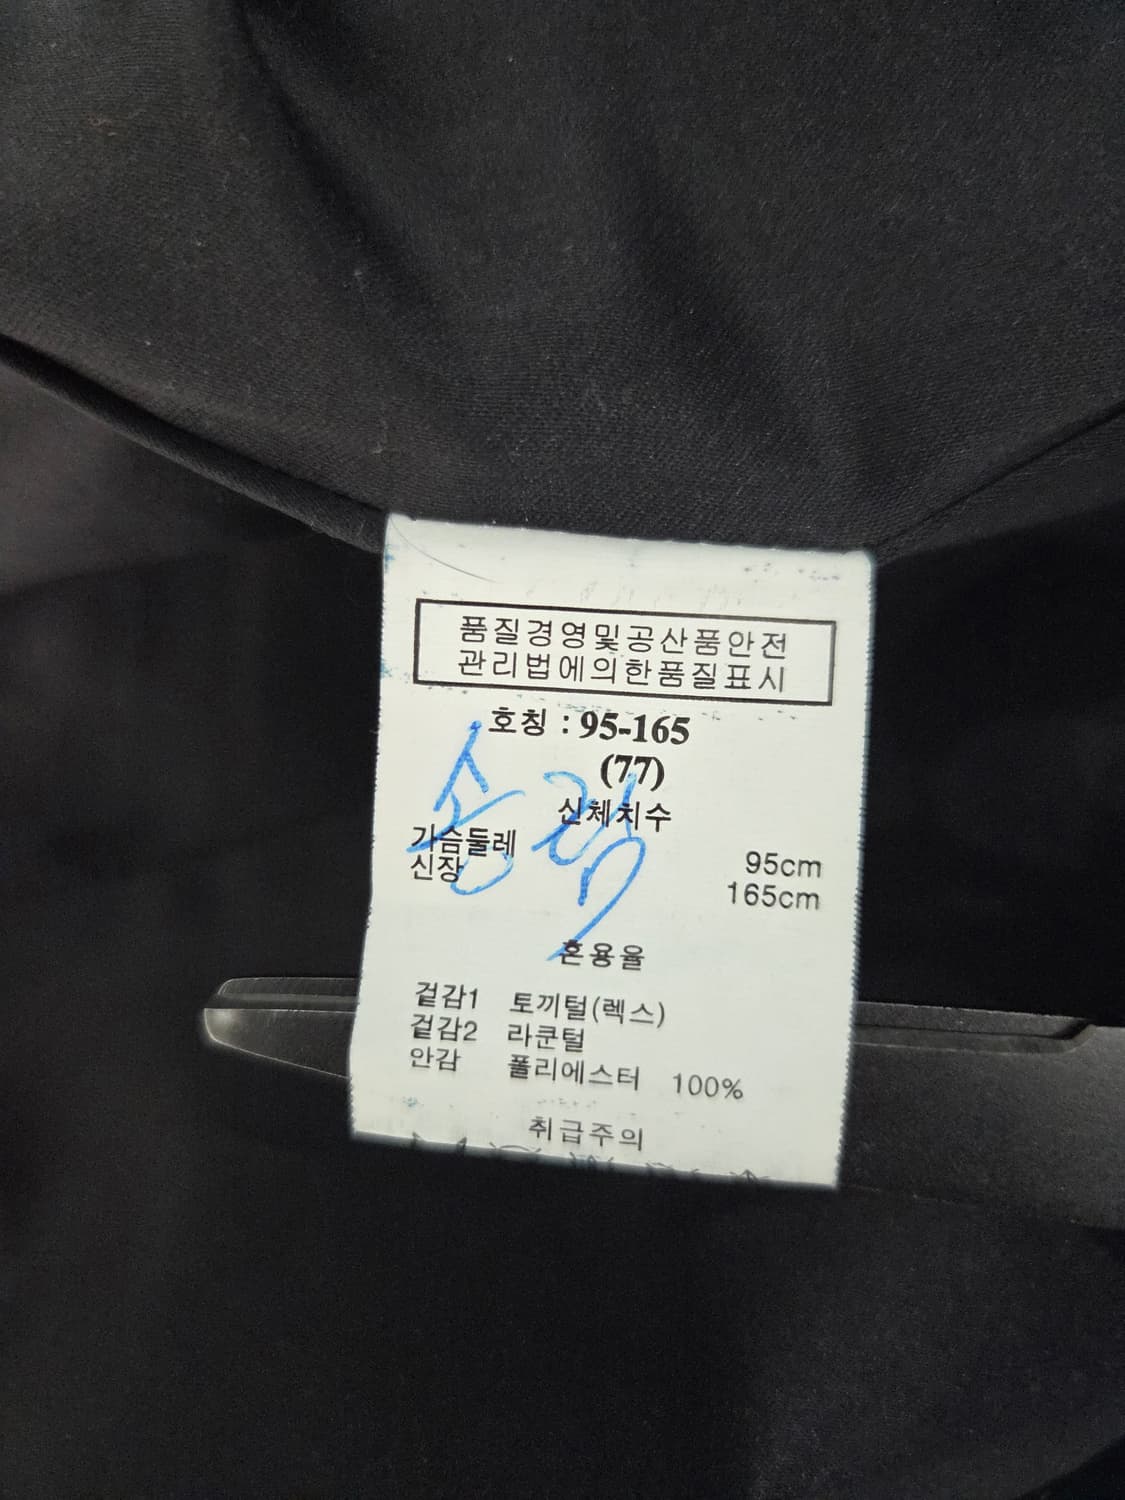 품질경영및공산품안전
관리법에의한품질표시
호칭 : 95-165
(77)
신체치수
가슴둘레 95cm
신장 165cm
혼용율
겉감1 토끼털(렉스)
겉감2 라쿤털
안감 폴리에스터 100%
취급주의